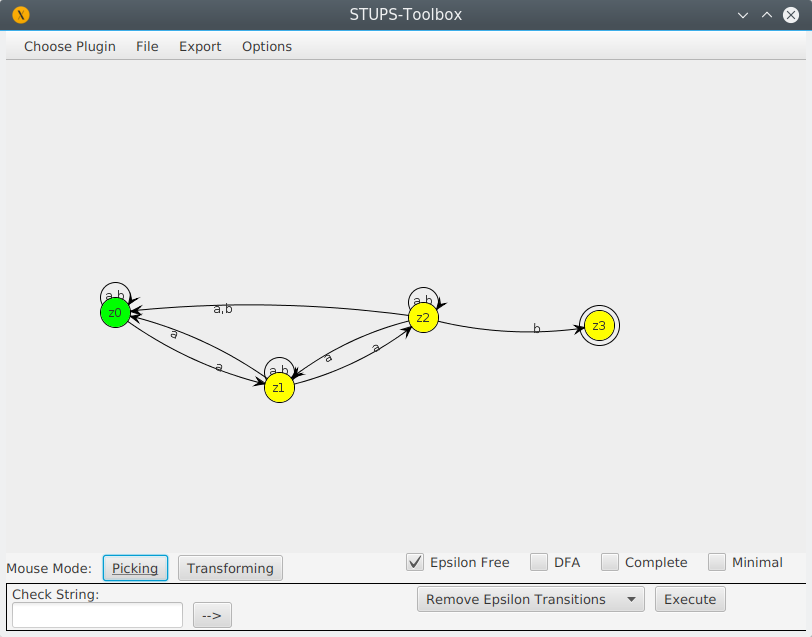 STUPS-Toolbox
Choose Plugin File Export Options
a,b
z0
a,b
a,b
z2
z3
b
a
a
a
a
a,b
z1
Mouse Mode: Picking Transforming
Epsilon Free DFA Complete Minimal
Check String:
-->
Remove Epsilon Transitions Execute